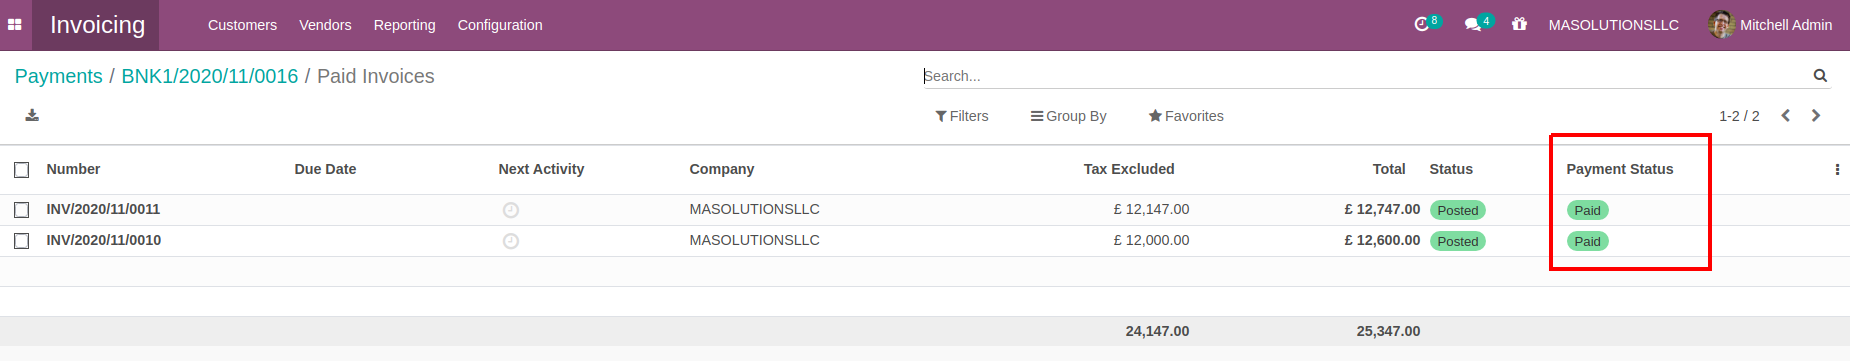 Invoicing Customers Vendors Reporting Configuration 8 4 MASOLUTIONSLLC Mitchell Admin
Payments / BNK1/2020/11/0016 / Paid Invoices Search...
Filters Group By Favorites 1-2 / 2
Number Due Date Next Activity Company Tax Excluded Total Status Payment Status
INV/2020/11/0011 MASOLUTIONSLLC £ 12,147.00 £ 12,747.00 Posted Paid
INV/2020/11/0010 MASOLUTIONSLLC £ 12,000.00 £ 12,600.00 Posted Paid
24,147.00 25,347.00